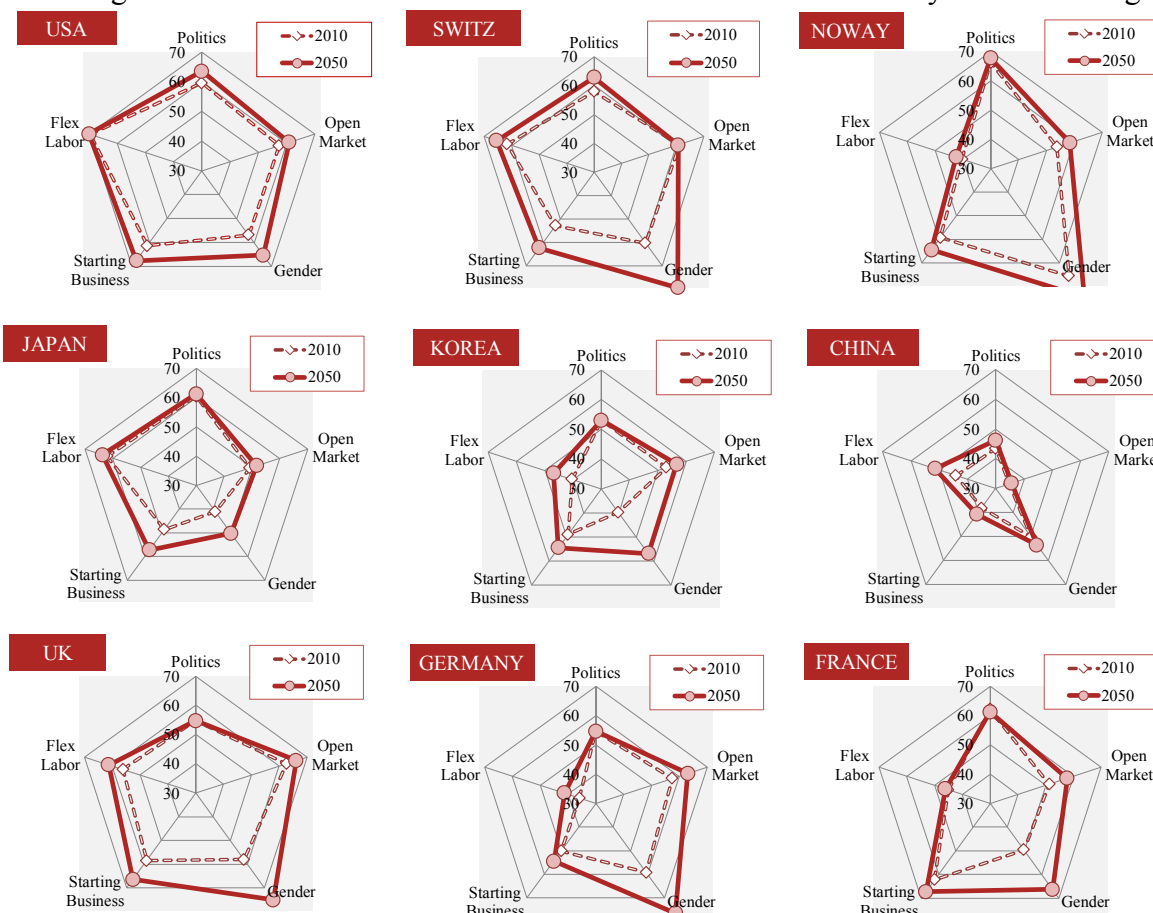 USA
2010
2050
Politics
70
60
50
40
30
Flex
Labor
Open
Market
Starting
Business
Gender
SWITZ
2010
2050
Politics
70
60
50
40
30
Flex
Labor
Open
Market
Starting
Business
Gender
NOWAY
2010
2050
Politics
70
60
50
40
30
Flex
Labor
Open
Market
Starting
Business
Gender
JAPAN
2010
2050
Politics
70
60
50
40
30
Flex
Labor
Open
Market
Starting
Business
Gender
KOREA
2010
2050
Politics
70
60
50
40
30
Flex
Labor
Open
Market
Starting
Business
Gender
CHINA
2010
2050
Politics
70
60
50
40
30
Flex
Labor
Open
Marke
Starting
Business
Gender
UK
2010
2050
Politics
70
60
50
40
30
Flex
Labor
Open
Market
Starting
Business
Gender
GERMANY
2010
2050
Politics
70
60
50
40
30
Flex
Labor
Open
Market
Starting
Business
Gender
FRANCE
2010
2050
Politics
70
60
50
40
30
Flex
Labor
Open
Market
Starting
Business
Gender